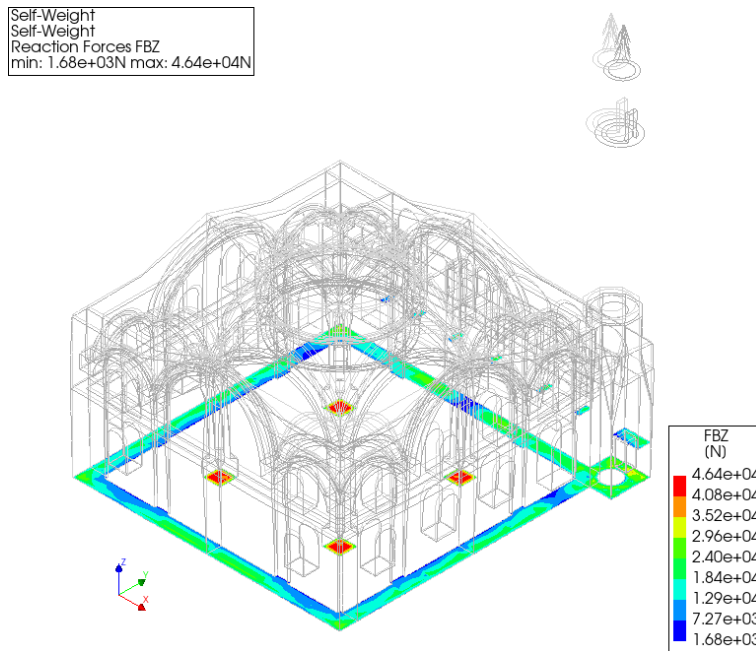 Self-Weight
Self-Weight
Reaction Forces FBZ
min: 1.68e+03N max: 4.64e+04N
FBZ
(N)
4.64e+04
4.08e+04
3.52e+04
2.96e+04
2.40e+04
1.84e+04
1.29e+04
7.27e+03
1.68e+03
Z
Y
X